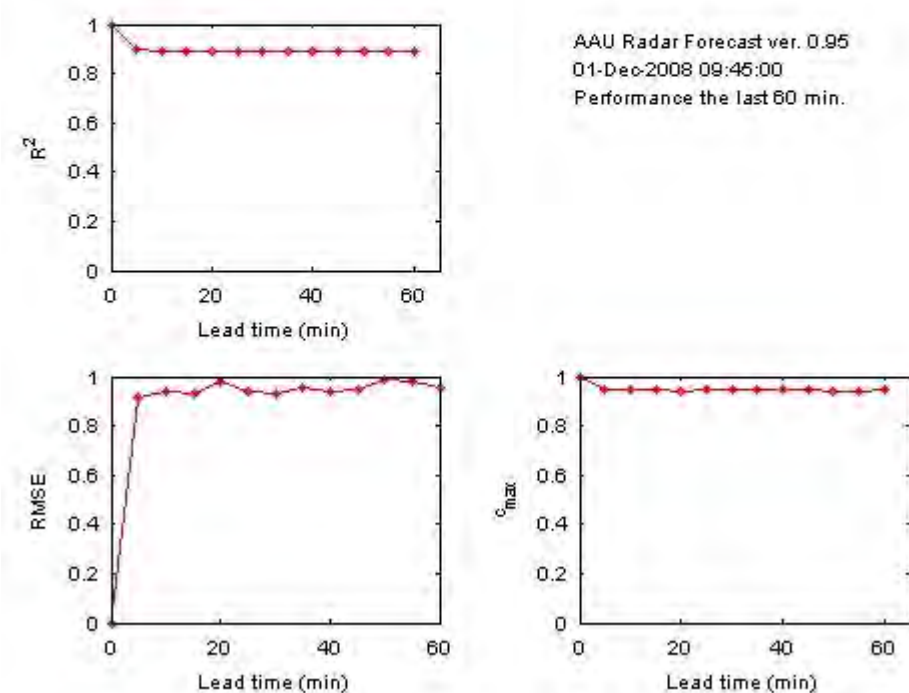 AAU Radar Forecast ver. 0.95
01-Dec-2008 09:45:00
Performance the last 60 min.
1
0.8
0.6
0.4
0.2
0
R²
0 20 40 60
Lead time (min)
1
0.8
0.6
0.4
0.2
0
RMSE
0 20 40 60
Lead time (min)
1
0.8
0.6
0.4
0.2
0
c_max
0 20 40 60
Lead time (min)